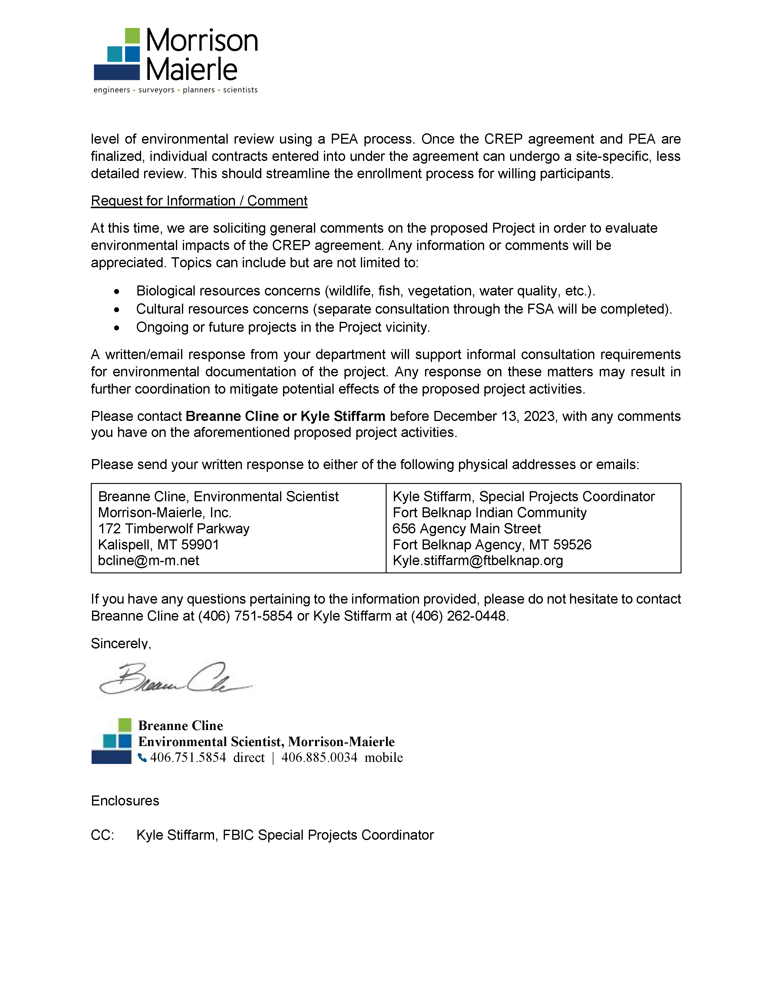 Morrison
Maierle
engineers ▪ surveyors ▪ planners ▪ scientists
level of environmental review using a PEA process. Once the CREP agreement and PEA are
finalized, individual contracts entered into under the agreement can undergo a site-specific, less
detailed review. This should streamline the enrollment process for willing participants.
Request for Information / Comment
At this time, we are soliciting general comments on the proposed Project in order to evaluate
environmental impacts of the CREP agreement. Any information or comments will be
appreciated. Topics can include but are not limited to:
• Biological resources concerns (wildlife, fish, vegetation, water quality, etc.).
• Cultural resources concerns (separate consultation through the FSA will be completed).
• Ongoing or future projects in the Project vicinity.
A written/email response from your department will support informal consultation requirements
for environmental documentation of the project. Any response on these matters may result in
further coordination to mitigate potential effects of the proposed project activities.
Please contact Breanne Cline or Kyle Stiffarm before December 13, 2023, with any comments
you have on the aforementioned proposed project activities.
Please send your written response to either of the following physical addresses or emails:
Breanne Cline, Environmental Scientist
Morrison-Maierle, Inc.
172 Timberwolf Parkway
Kalispell, MT 59901
bcline@m-m.net
Kyle Stiffarm, Special Projects Coordinator
Fort Belknap Indian Community
656 Agency Main Street
Fort Belknap Agency, MT 59526
Kyle.stiffarm@ftbelknap.org
If you have any questions pertaining to the information provided, please do not hesitate to contact
Breanne Cline at (406) 751-5854 or Kyle Stiffarm at (406) 262-0448.
Sincerely,
Breanne Cline
Environmental Scientist, Morrison-Maierle
406.751.5854 direct | 406.885.0034 mobile
Enclosures
CC: Kyle Stiffarm, FBIC Special Projects Coordinator